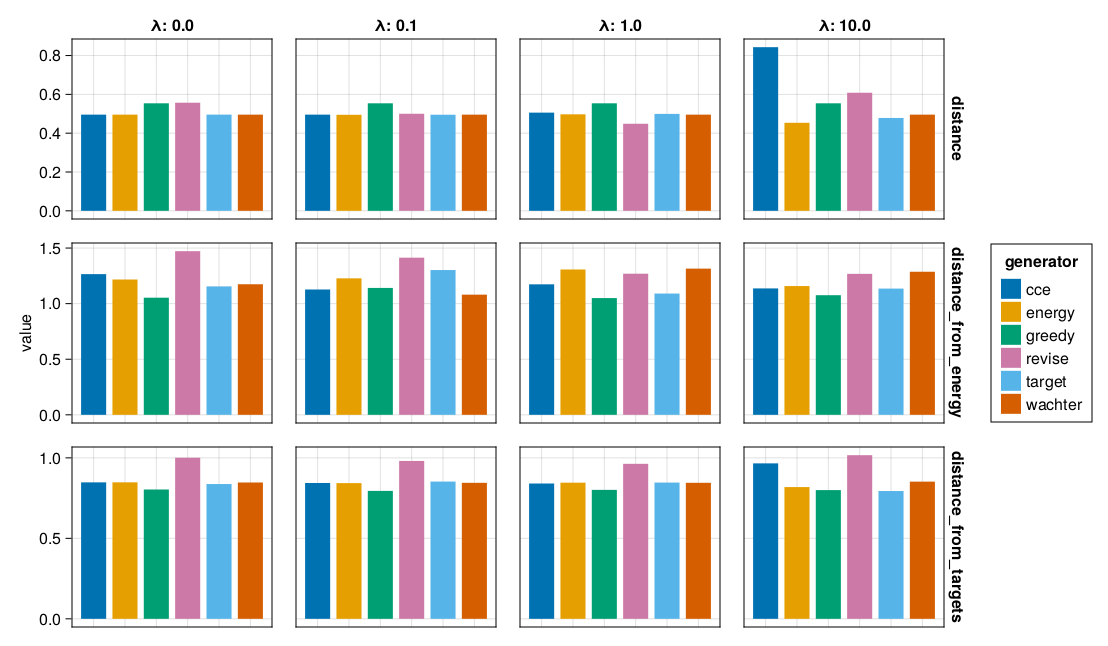 λ: 0.0
λ: 0.1
λ: 1.0
λ: 10.0
0.8
0.6
0.4
0.2
0.0
distance
1.5
1.0
0.5
0.0
distance_from_energy
value
1.0
0.5
0.0
distance_from_targets
generator
cce
energy
greedy
revise
target
wachter